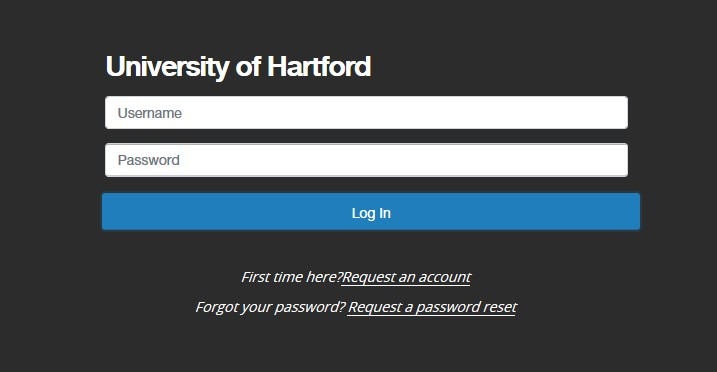 University of Hartford
Username
Password
Log In
First time here?Request an account
Forgot your password? Request a password reset